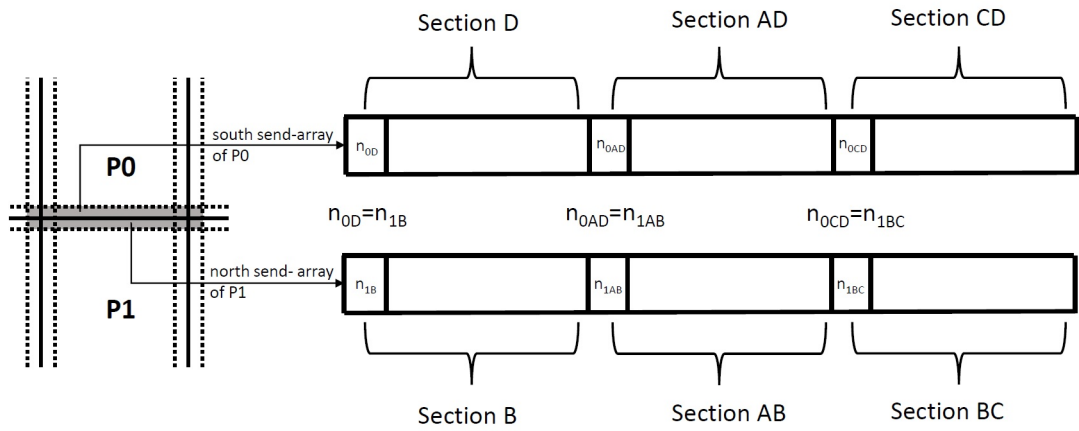 Section D
Section AD
Section CD
south send-array
of P0
P0
n0D
n0AD
n0CD
n0D=n1B
n0AD=n1AB
n0CD=n1BC
north send- array
of P1
P1
n1B
n1AB
n1BC
Section B
Section AB
Section BC